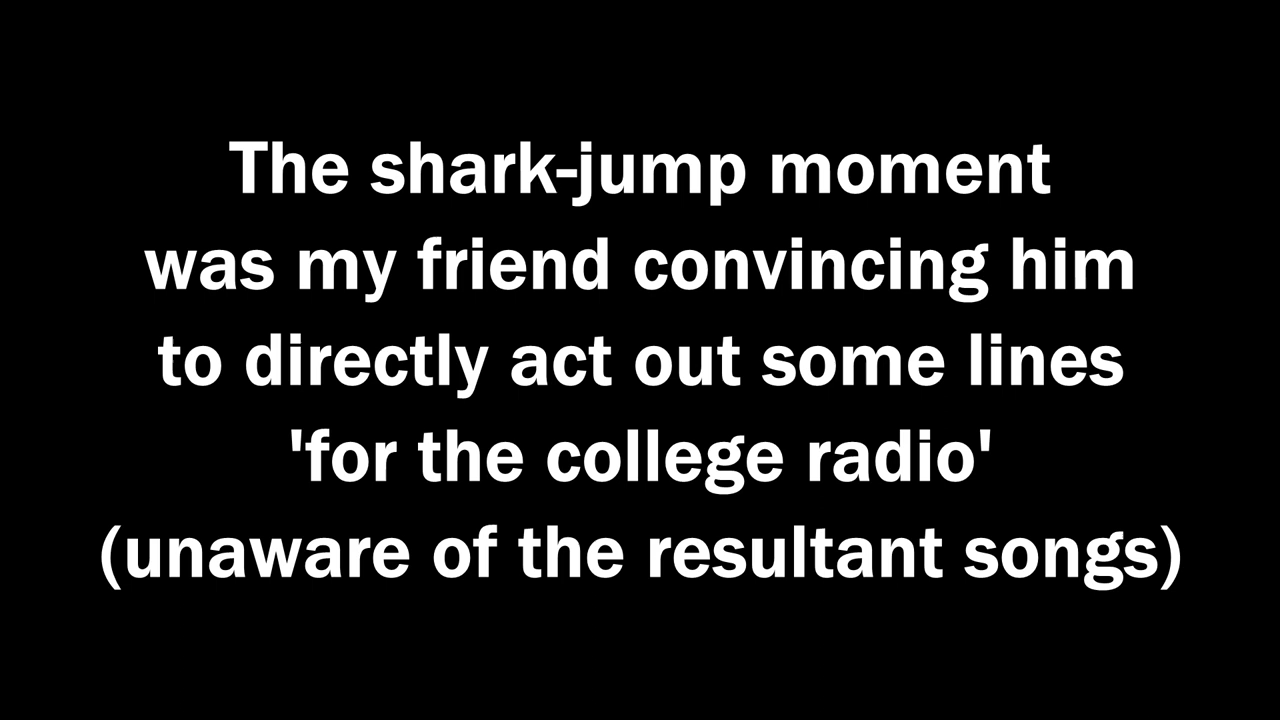 The shark-jump moment
was my friend convincing him
to directly act out some lines
'for the college radio'
(unaware of the resultant songs)